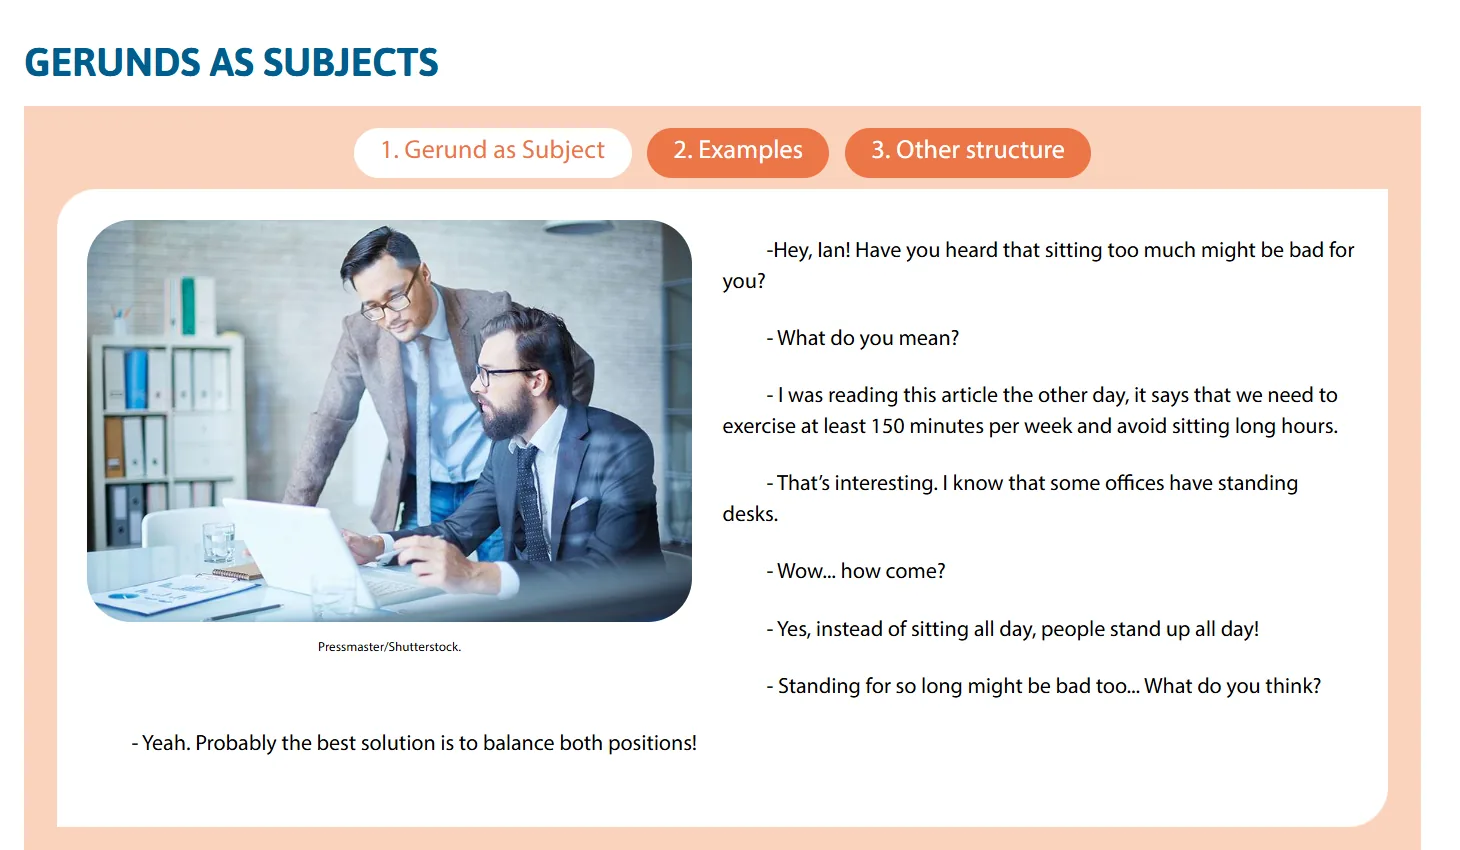 GERUNDS AS SUBJECTS
1. Gerund as Subject
2. Examples
3. Other structure
-Hey, Ian! Have you heard that sitting too much might be bad for
you?
- What do you mean?
- I was reading this article the other day, it says that we need to
exercise at least 150 minutes per week and avoid sitting long hours.
- That's interesting. I know that some offices have standing
desks.
- Wow... how come?
- Yes, instead of sitting all day, people stand up all day!
- Standing for so long might be bad too... What do you think?
Pressmaster/Shutterstock.
- Yeah. Probably the best solution is to balance both positions!